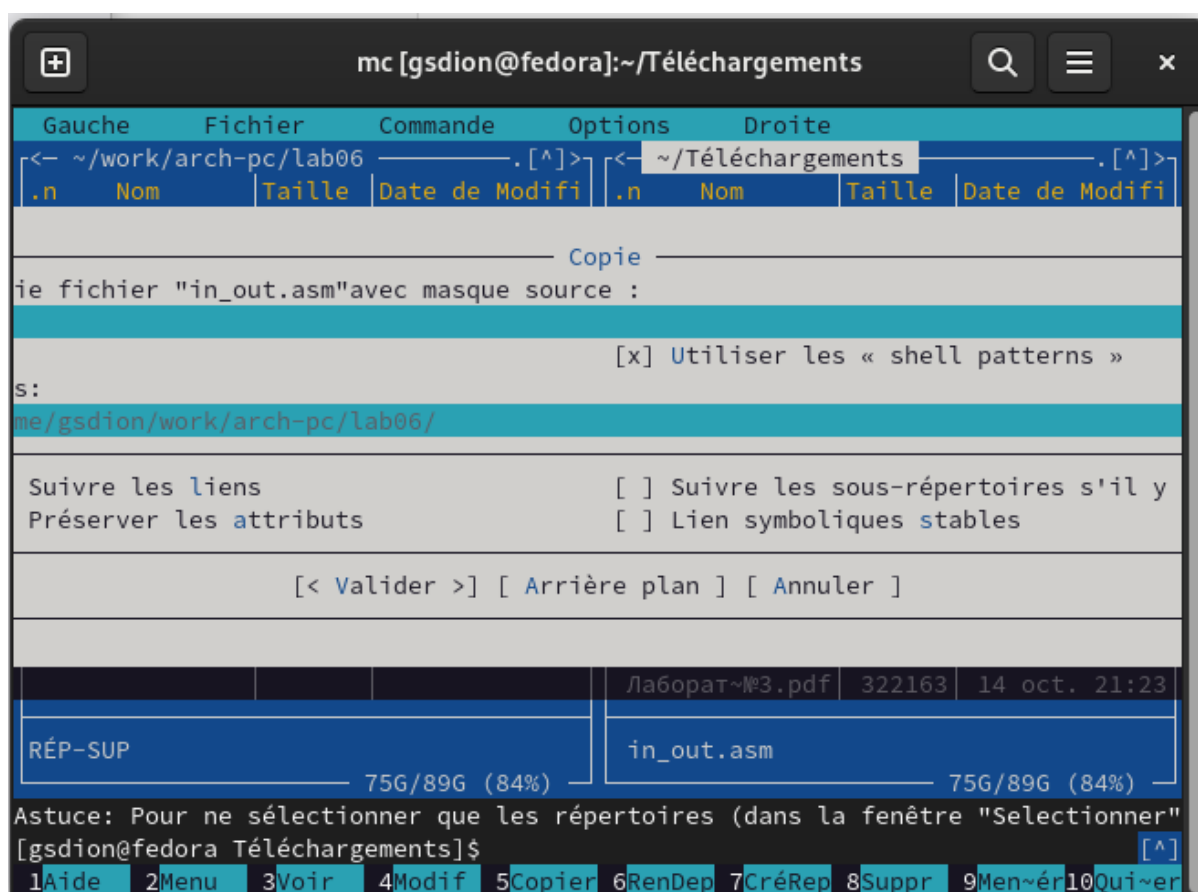 mc [gsdion@fedora]:~/Téléchargements
Gauche Fichier Commande Options Droite
<— ~/work/arch-pc/lab06 .[^]> <— ~/Téléchargements .[^]>
.n Nom Taille Date de Modifi .n Nom Taille Date de Modifi
Copie
ie fichier "in_out.asm"avec masque source :
[x] Utiliser les « shell patterns »
s:
me/gsdion/work/arch-pc/lab06/
Suivre les liens [ ] Suivre les sous-répertoires s'il y
Préserver les attributs [ ] Lien symboliques stables
[< Valider >] [ Arrière plan ] [ Annuler ]
Лаборат~№3.pdf 322163 14 oct. 21:23
RÉP-SUP in_out.asm
75G/89G (84%) 75G/89G (84%)
Astuce: Pour ne sélectionner que les répertoires (dans la fenêtre "Selectionner"
[gsdion@fedora Téléchargements]$ [^]
1Aide 2Menu 3Voir 4Modif 5Copier 6RenDep 7CréRep 8Suppr 9Men~ér10Qui~er